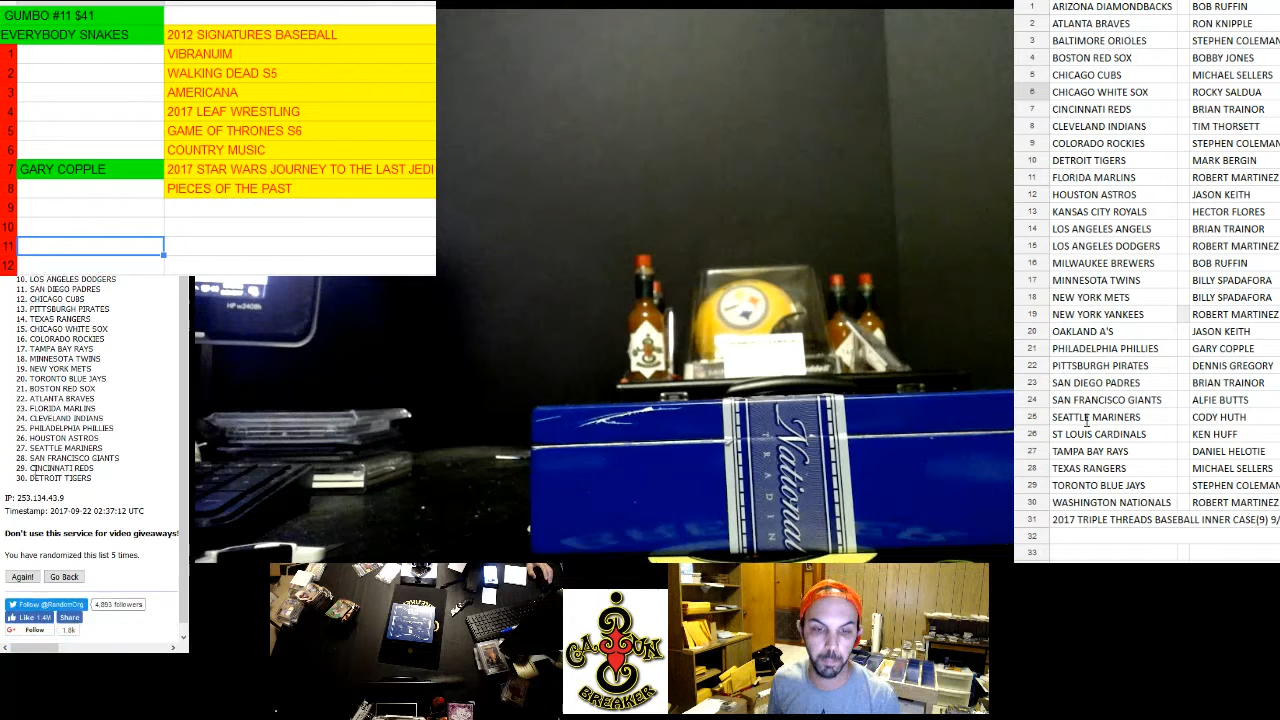 GUMBO #11 $41
EVERYBODY SNAKES 2012 SIGNATURES BASEBALL
1 VIBRANUIM
2 WALKING DEAD S5
3 AMERICANA
4 2017 LEAF WRESTLING
5 GAME OF THRONES S6
6 COUNTRY MUSIC
7 GARY COPPLE 2017 STAR WARS JOURNEY TO THE LAST JEDI
8 PIECES OF THE PAST
9
10
11
12
10. LOS ANGELES DODGERS
11. SAN DIEGO PADRES
12. CHICAGO CUBS
13. PITTSBURGH PIRATES
14. TEXAS RANGERS
15. CHICAGO WHITE SOX
16. COLORADO ROCKIES
17. TAMPA BAY RAYS
18. MINNESOTA TWINS
19. NEW YORK METS
20. TORONTO BLUE JAYS
21. BOSTON RED SOX
22. ATLANTA BRAVES
23. FLORIDA MARLINS
24. CLEVELAND INDIANS
25. PHILADELPHIA PHILLIES
26. HOUSTON ASTROS
27. SEATTLE MARINERS
28. SAN FRANCISCO GIANTS
29. CINCINNATI REDS
30. DETROIT TIGERS
IP: 253.134.43.9
Timestamp: 2017-09-22 02:37:12 UTC
Don't use this service for video giveaways!
You have randomized this list 5 times.
Again! Go Back
Follow @RandomOrg 4,893 followers
Like 1.4M Share
G+ Follow 1.8k
HP w2408h
National
TRADIN
CAJUN
BREAKER
1 ARIZONA DIAMONDBACKS BOB RUFFIN
2 ATLANTA BRAVES RON KNIPPLE
3 BALTIMORE ORIOLES STEPHEN COLEMAN
4 BOSTON RED SOX BOBBY JONES
5 CHICAGO CUBS MICHAEL SELLERS
6 CHICAGO WHITE SOX ROCKY SALDUA
7 CINCINNATI REDS BRIAN TRAINOR
8 CLEVELAND INDIANS TIM THORSETT
9 COLORADO ROCKIES STEPHEN COLEMA
10 DETROIT TIGERS MARK BERGIN
11 FLORIDA MARLINS ROBERT MARTINEZ
12 HOUSTON ASTROS JASON KEITH
13 KANSAS CITY ROYALS HECTOR FLORES
14 LOS ANGELES ANGELS BRIAN TRAINOR
15 LOS ANGELES DODGERS ROBERT MARTINEZ
16 MILWAUKEE BREWERS BOB RUFFIN
17 MINNESOTA TWINS BILLY SPADAFORA
18 NEW YORK METS BILLY SPADAFORA
19 NEW YORK YANKEES ROBERT MARTINEZ
20 OAKLAND A'S JASON KEITH
21 PHILADELPHIA PHILLIES GARY COPPLE
22 PITTSBURGH PIRATES DENNIS GREGORY
23 SAN DIEGO PADRES BRIAN TRAINOR
24 SAN FRANCISCO GIANTS ALFIE BUTTS
25 SEATTLE MARINERS CODY HUTH
26 ST LOUIS CARDINALS KEN HUFF
27 TAMPA BAY RAYS DANIEL HELOTIE
28 TEXAS RANGERS MICHAEL SELLERS
29 TORONTO BLUE JAYS STEPHEN COLEMA
30 WASHINGTON NATIONALS ROBERT MARTINEZ
31 2017 TRIPLE THREADS BASEBALL INNER CASE(9) 9/
32
33